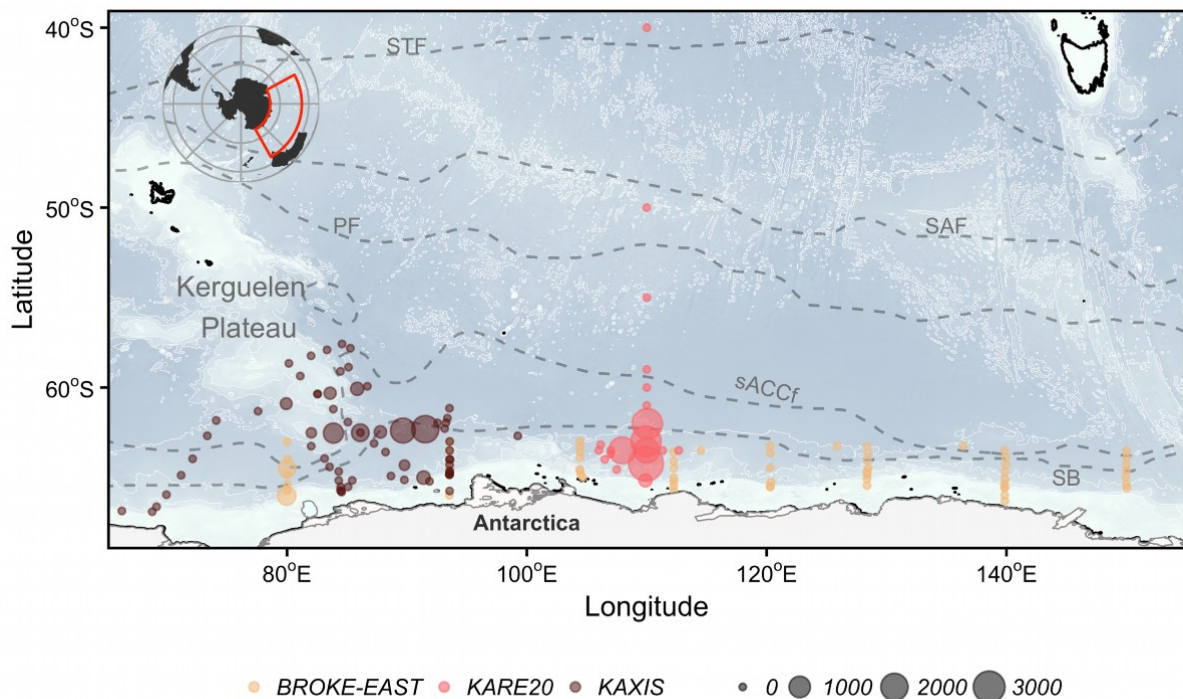 40°S
STF
50°S
PF
SAF
Kerguelen
Plateau
60°S
sACCf
SB
Antarctica
80°E 100°E 120°E 140°E
Latitude
Longitude
BROKE-EAST KARE20 KAXIS 0 1000 2000 3000